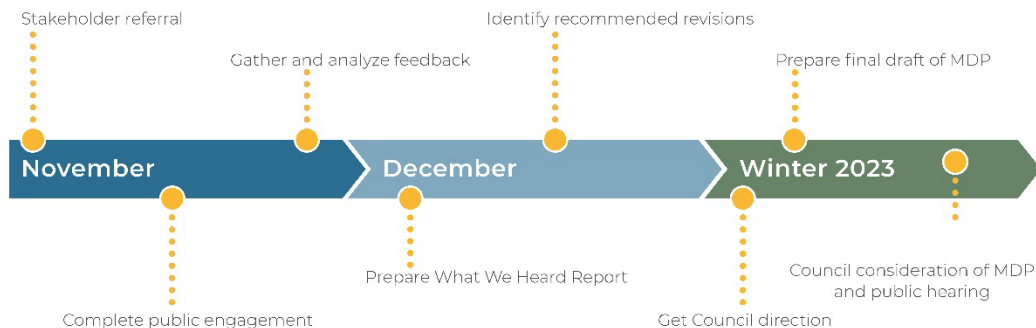 Stakeholder referral
Identify recommended revisions
Gather and analyze feedback
Prepare final draft of MDP
November
December
Winter 2023
Prepare What We Heard Report
Council consideration of MDP
and public hearing
Complete public engagement
Get Council direction